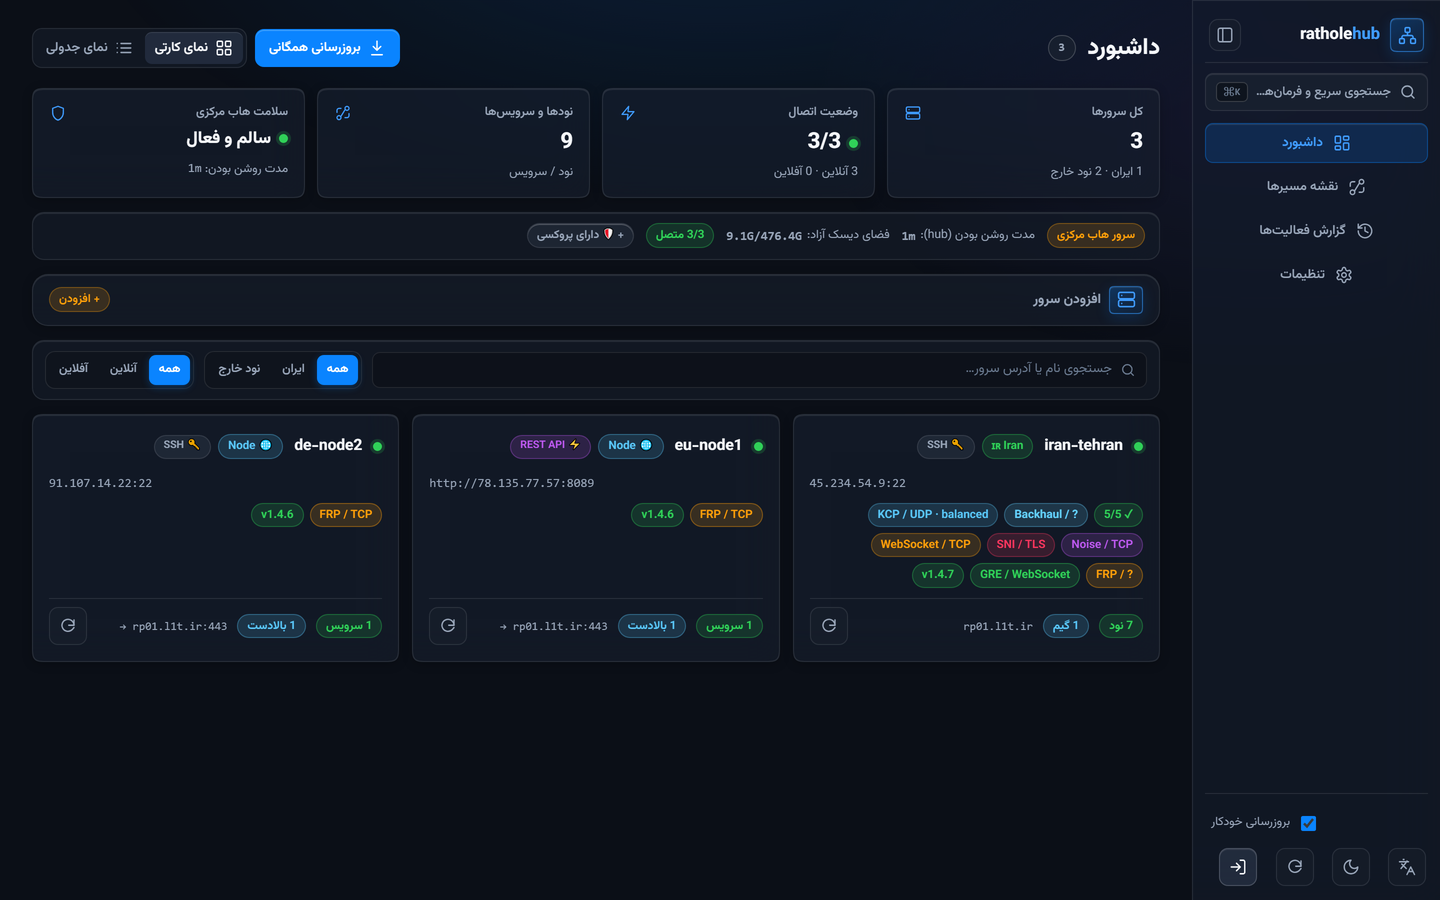 ratholehub
جستجوی سریع و فرمان‌ه...
⌘K
داشبورد
نقشه مسیرها
گزارش فعالیت‌ها
تنظیمات
بروزرسانی خودکار
داشبورد
3
بروزرسانی همگانی
نمای کارتی
نمای جدولی
کل سرورها
3
1 ایران · 2 نود خارج
وضعیت اتصال
3/3
3 آنلاین · 0 آفلاین
نودها و سرویس‌ها
9
نود / سرویس
سلامت هاب مرکزی
سالم و فعال
مدت روشن بودن: 1m
سرور هاب مرکزی
مدت روشن بودن (hub): 1m
فضای دیسک آزاد: 9.1G/476.4G
3/3 متصل
+ دارای پروکسی
افزودن سرور
+ افزودن
جستجوی نام یا آدرس سرور...
همه
ایران
نود خارج
همه
آنلاین
آفلاین
iran-tehran
IR Iran
SSH
45.234.54.9:22
5/5 ✓
Backhaul / ?
KCP / UDP · balanced
Noise / TCP
SNI / TLS
WebSocket / TCP
FRP / ?
GRE / WebSocket
v1.4.7
7 نود
1 گیم
rp01.l1t.ir
eu-node1
Node
REST API
http://78.135.77.57:8089
FRP / TCP
v1.4.6
1 سرویس
1 بالادست
→ rp01.l1t.ir:443
de-node2
Node
SSH
91.107.14.22:22
FRP / TCP
v1.4.6
1 سرویس
1 بالادست
→ rp01.l1t.ir:443